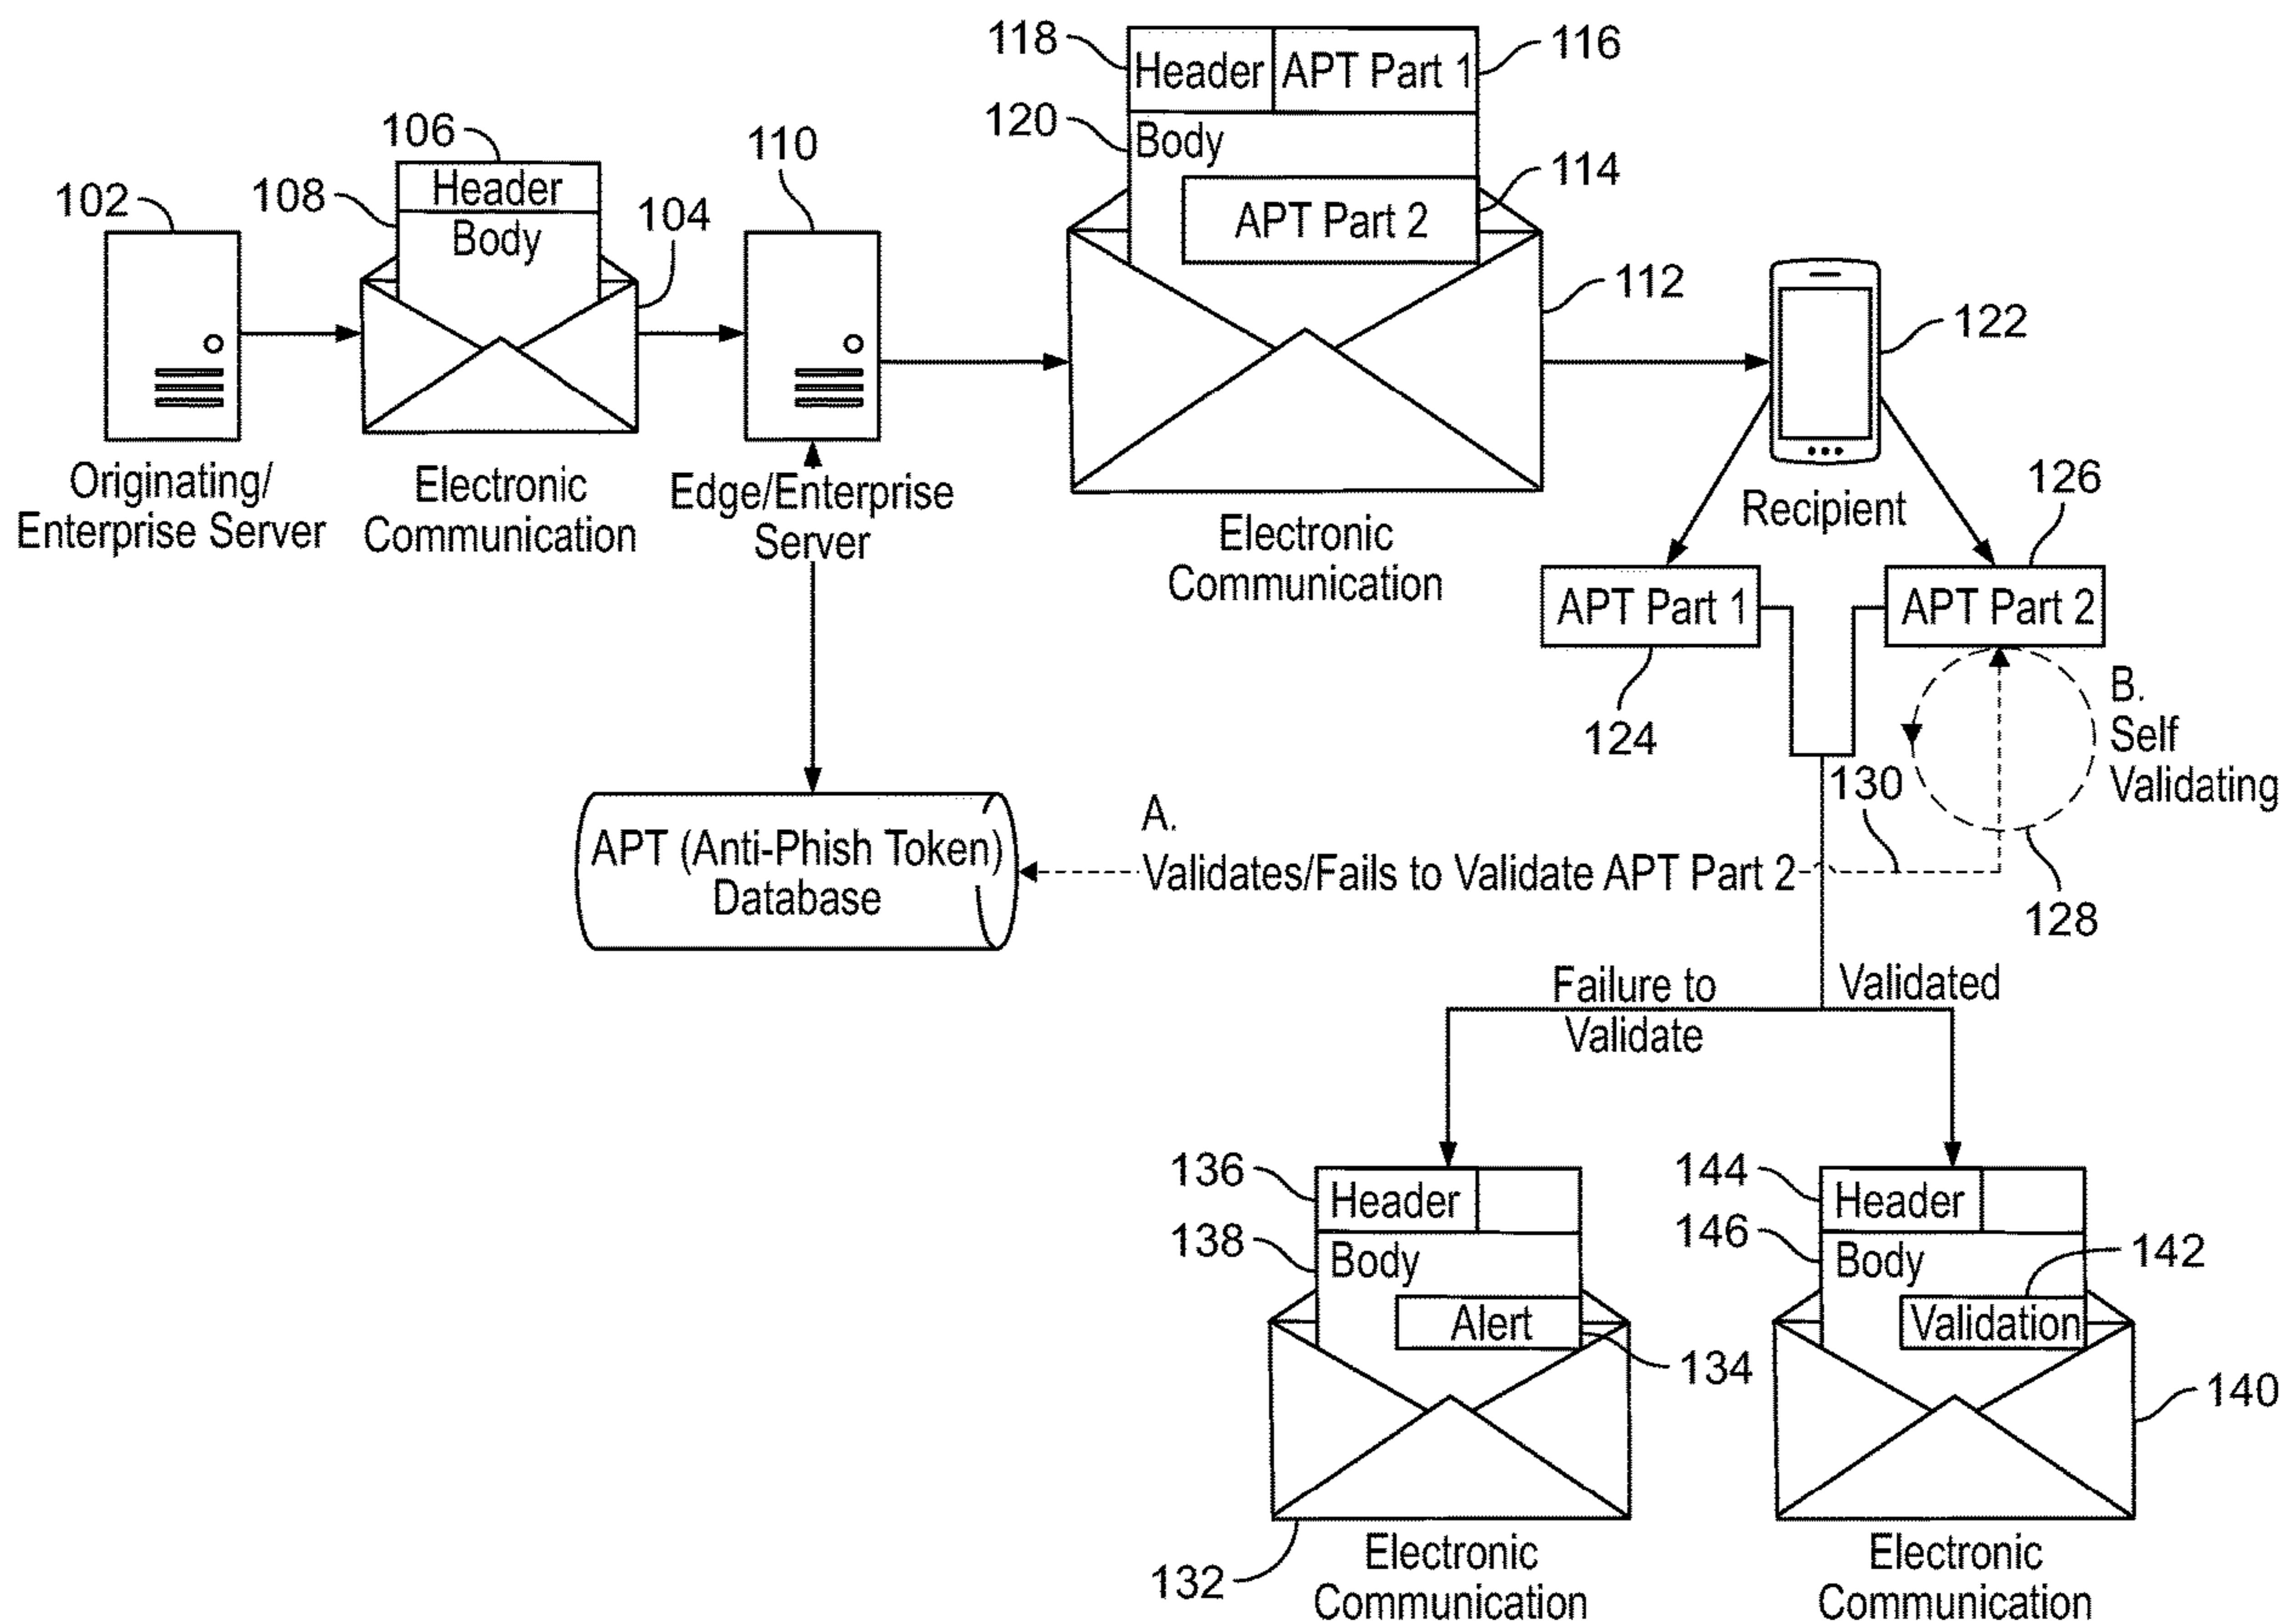 118
Header
APT Part 1
116
120
Body
106
110
114
APT Part 2
102
108
Header
Body
104
112
122
Originating/
Enterprise Server
Electronic
Communication
Edge/Enterprise
Server
Electronic
Communication
Recipient
126
APT Part 1
APT Part 2
124
B.
Self
Validating
130
APT (Anti-Phish Token)
Database
A.
Validates/Fails to Validate APT Part 2
128
Failure to
Validate
Validated
136
Header
138
Body
Alert
134
132
Electronic
Communication
144
Header
146
Body
142
Validation
140
Electronic
Communication